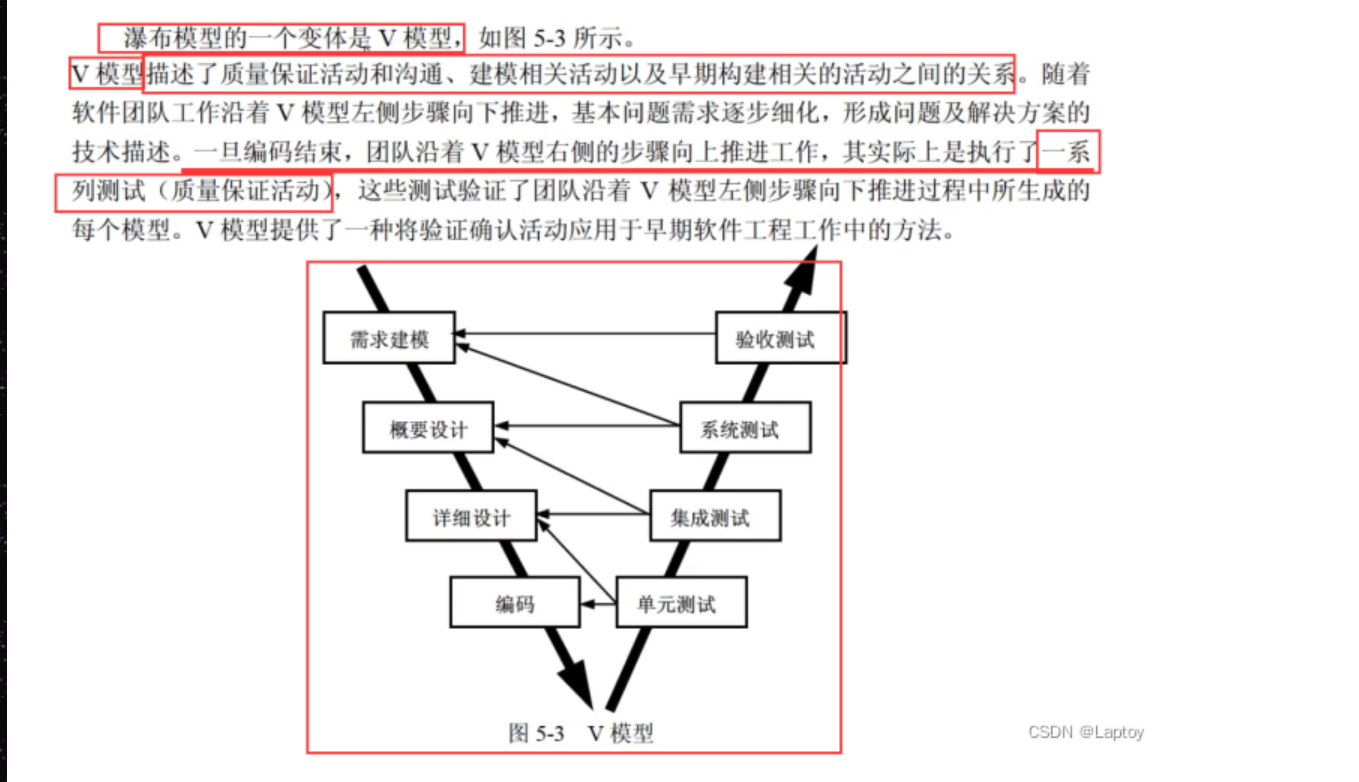 瀑布模型的一个变体是 V 模型，如图 5-3 所示。
V 模型描述了质量保证活动和沟通、建模相关活动以及早期构建相关的活动之间的关系。随着
软件团队工作沿着 V 模型左侧步骤向下推进，基本问题需求逐步细化，形成问题及解决方案的
技术描述。一旦编码结束，团队沿着 V 模型右侧的步骤向上推进工作，其实际上是执行了一系
列测试（质量保证活动），这些测试验证了团队沿着 V 模型左侧步骤向下推进过程中所生成的
每个模型。V 模型提供了一种将验证确认活动应用于早期软件工程工作中的方法。
需求建模
验收测试
概要设计
系统测试
详细设计
集成测试
编码
单元测试
图 5-3 V 模型
CSDN @Laptoy